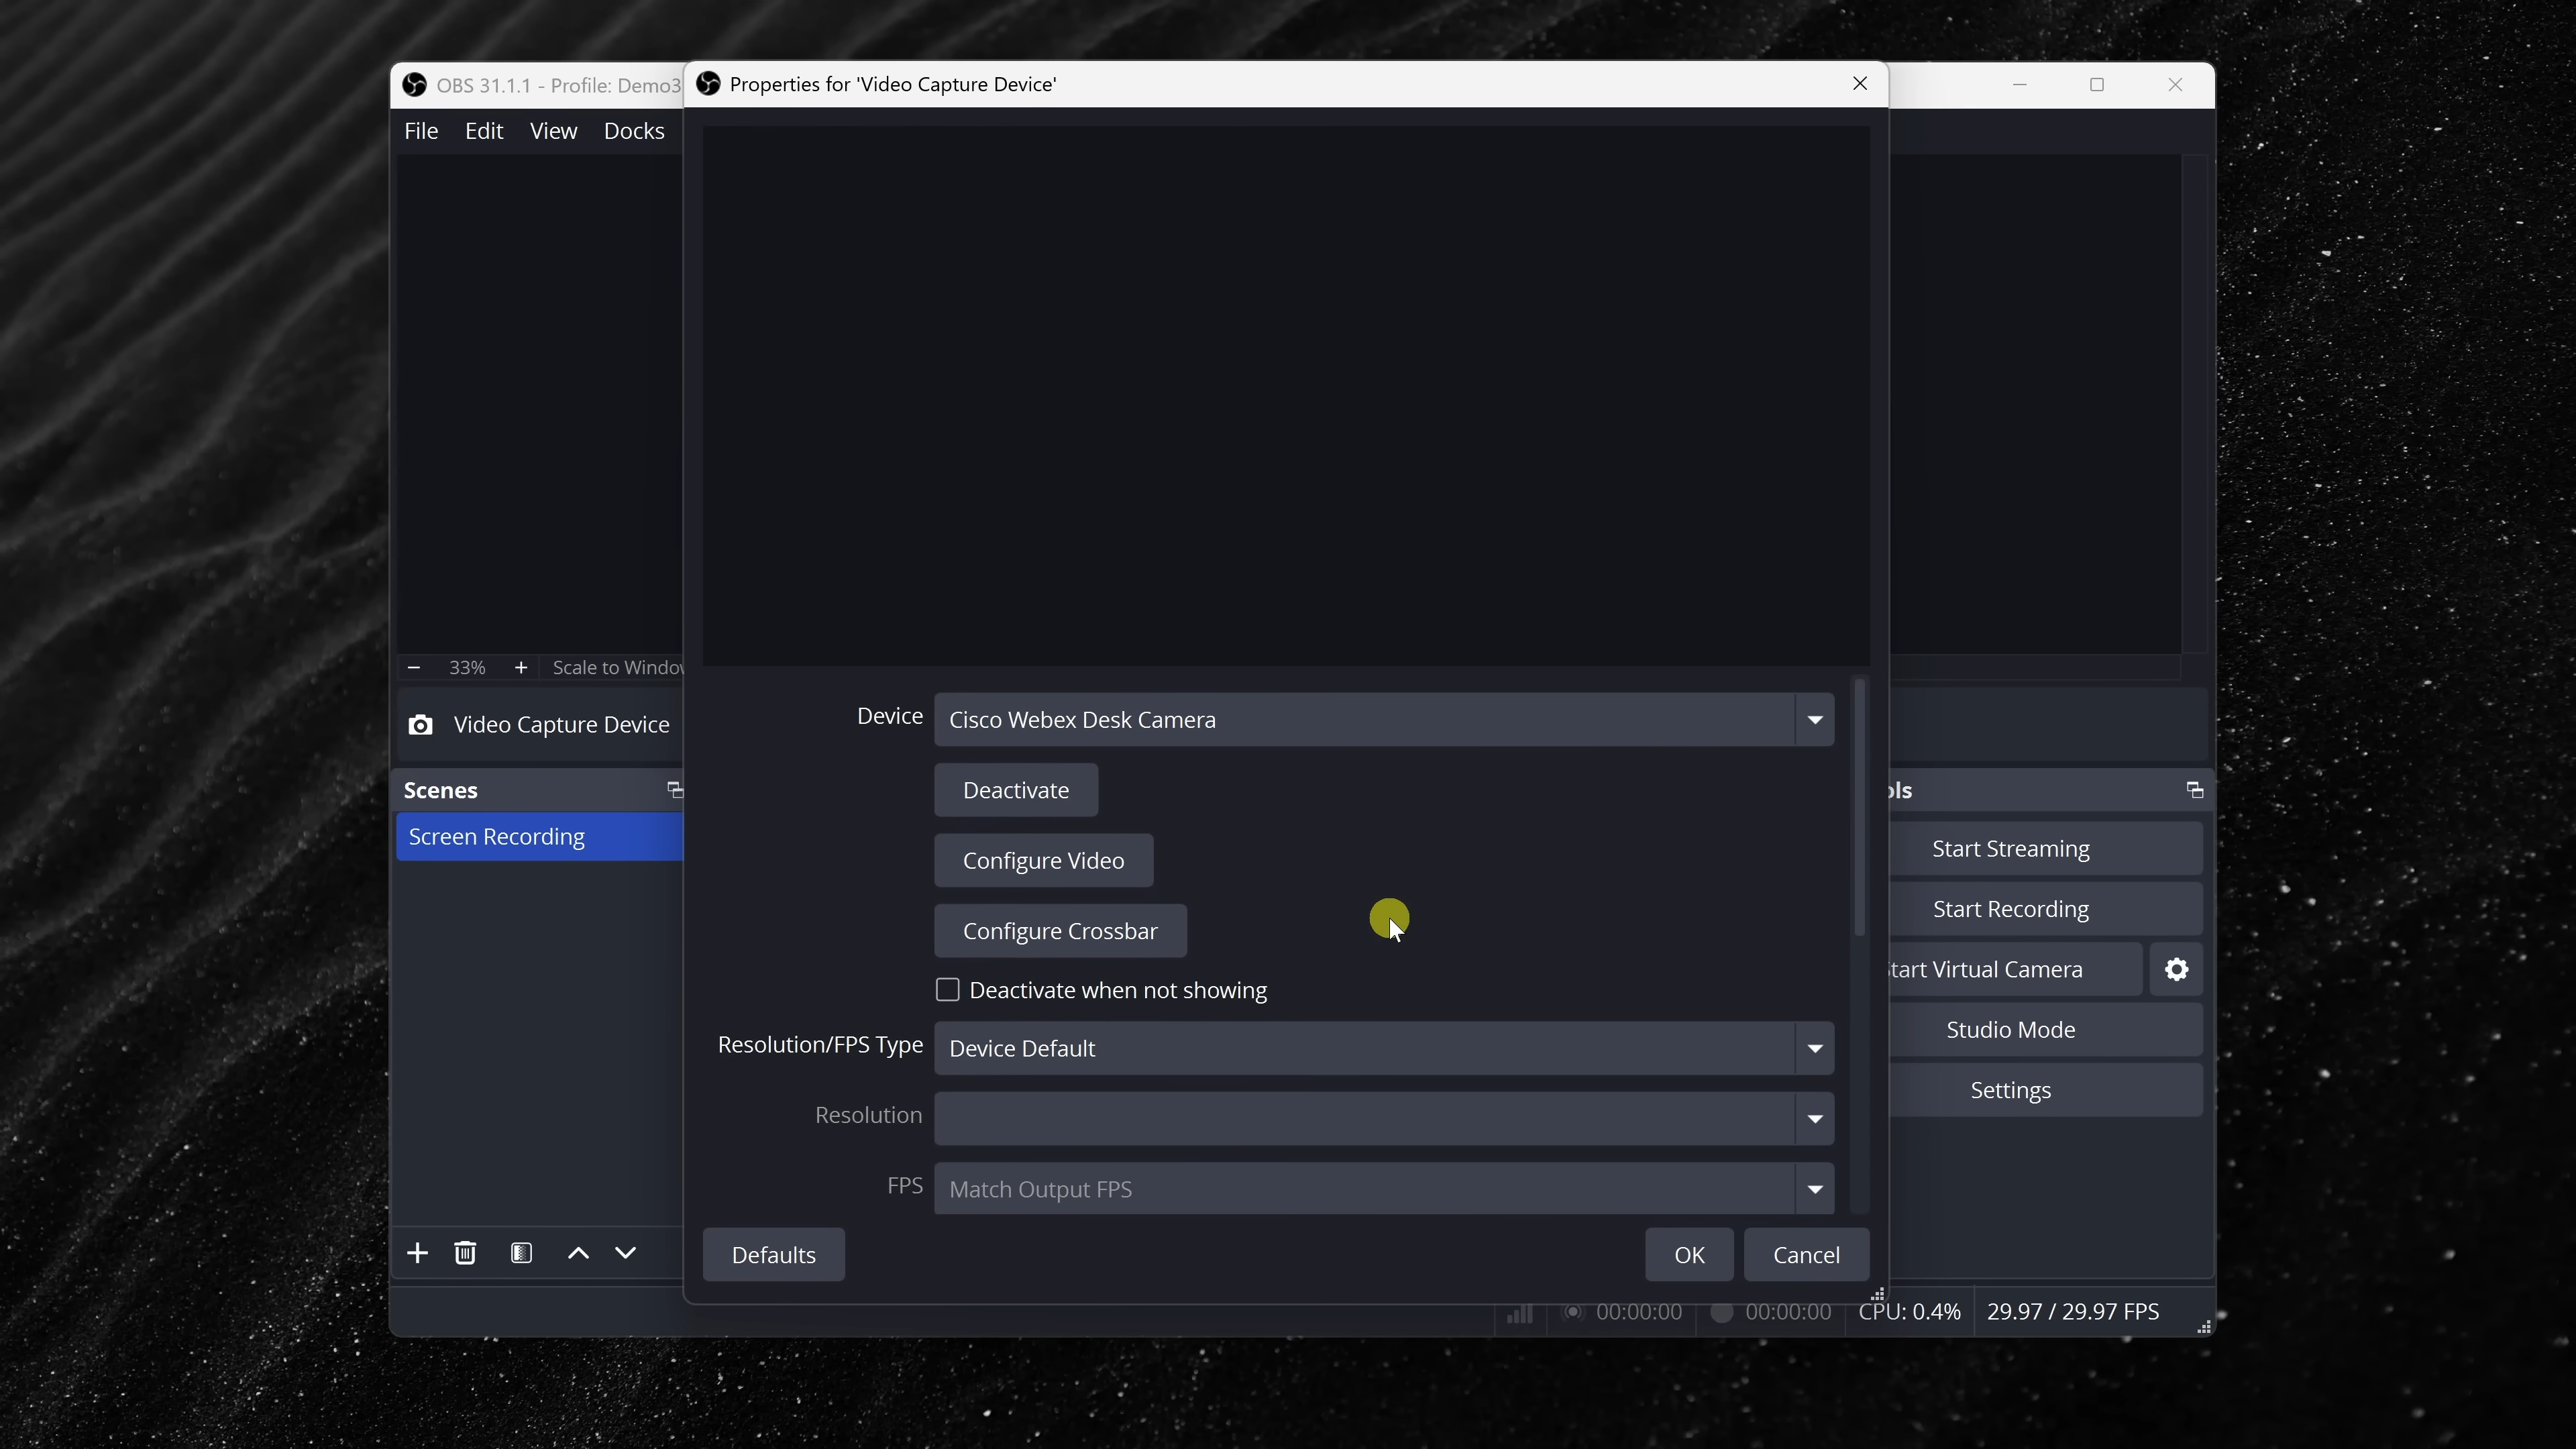 OBS 31.1.1 - Profile: Demo3
Properties for 'Video Capture Device'
File Edit View Docks
33% Scale to Window
Video Capture Device
Scenes
Screen Recording
Device Cisco Webex Desk Camera
Deactivate
Configure Video
Configure Crossbar
Deactivate when not showing
Resolution/FPS Type Device Default
Resolution
FPS Match Output FPS
Defaults OK Cancel
ols
Start Streaming
Start Recording
tart Virtual Camera
Studio Mode
Settings
00:00:00 00:00:00 CPU: 0.4% 29.97 / 29.97 FPS